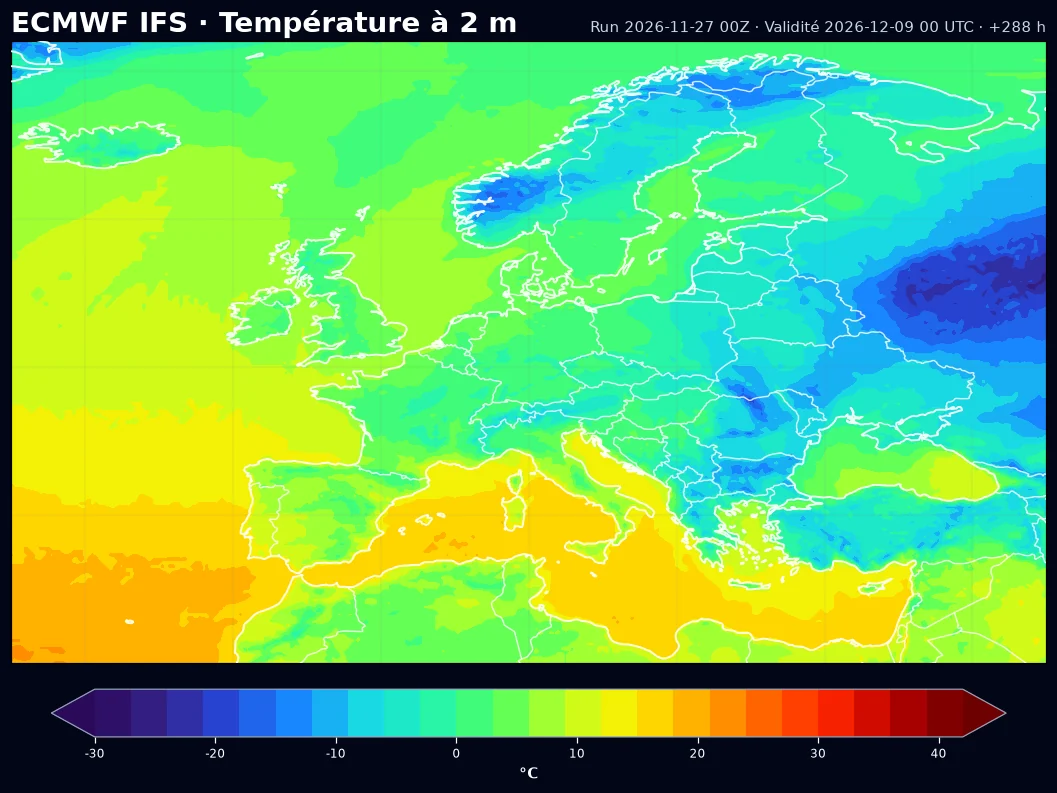 ECMWF IFS · Température à 2 m
Run 2026-11-27 00Z · Validité 2026-12-09 00 UTC · +288 h
-30 -20 -10 0 10 20 30 40
°C